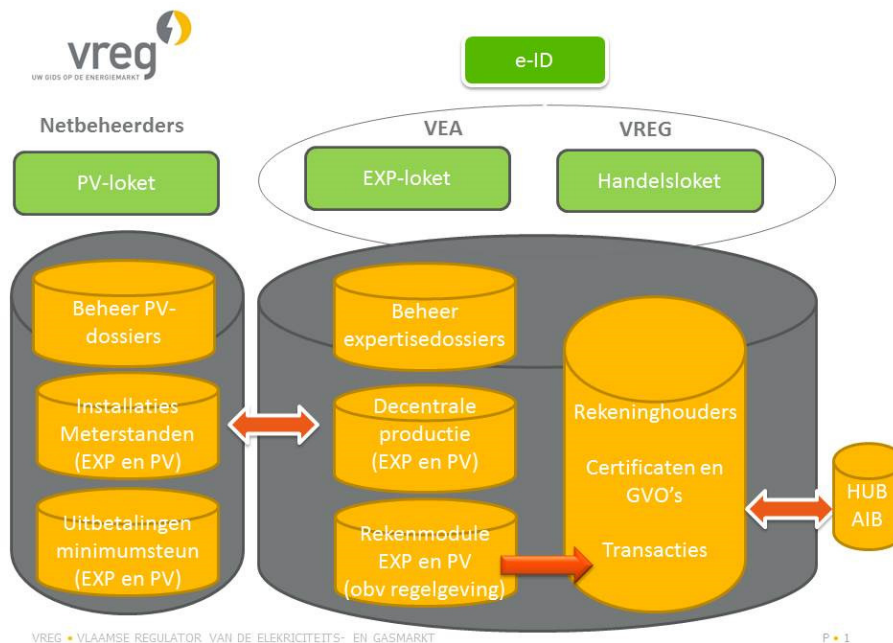 vreg
UW GIDS OP DE ENERGIEMARKT
e-ID
Netbeheerders
VEA
VREG
PV-loket
EXP-loket
Handelsloket
Beheer PV-
dossiers
Installaties
Meterstanden
(EXP en PV)
Uitbetalingen
minimumsteun
(EXP en PV)
Beheer
expertisedossiers
Decentrale
productie
(EXP en PV)
Rekenmodule
EXP en PV
(obv regelgeving)
Rekeninghouders
Certificaten en
GVO's
Transacties
HUB
AIB
VREG • VLAAMSE REGULATOR VAN DE ELEKRICITEITS- EN GASMARKT
P • 1